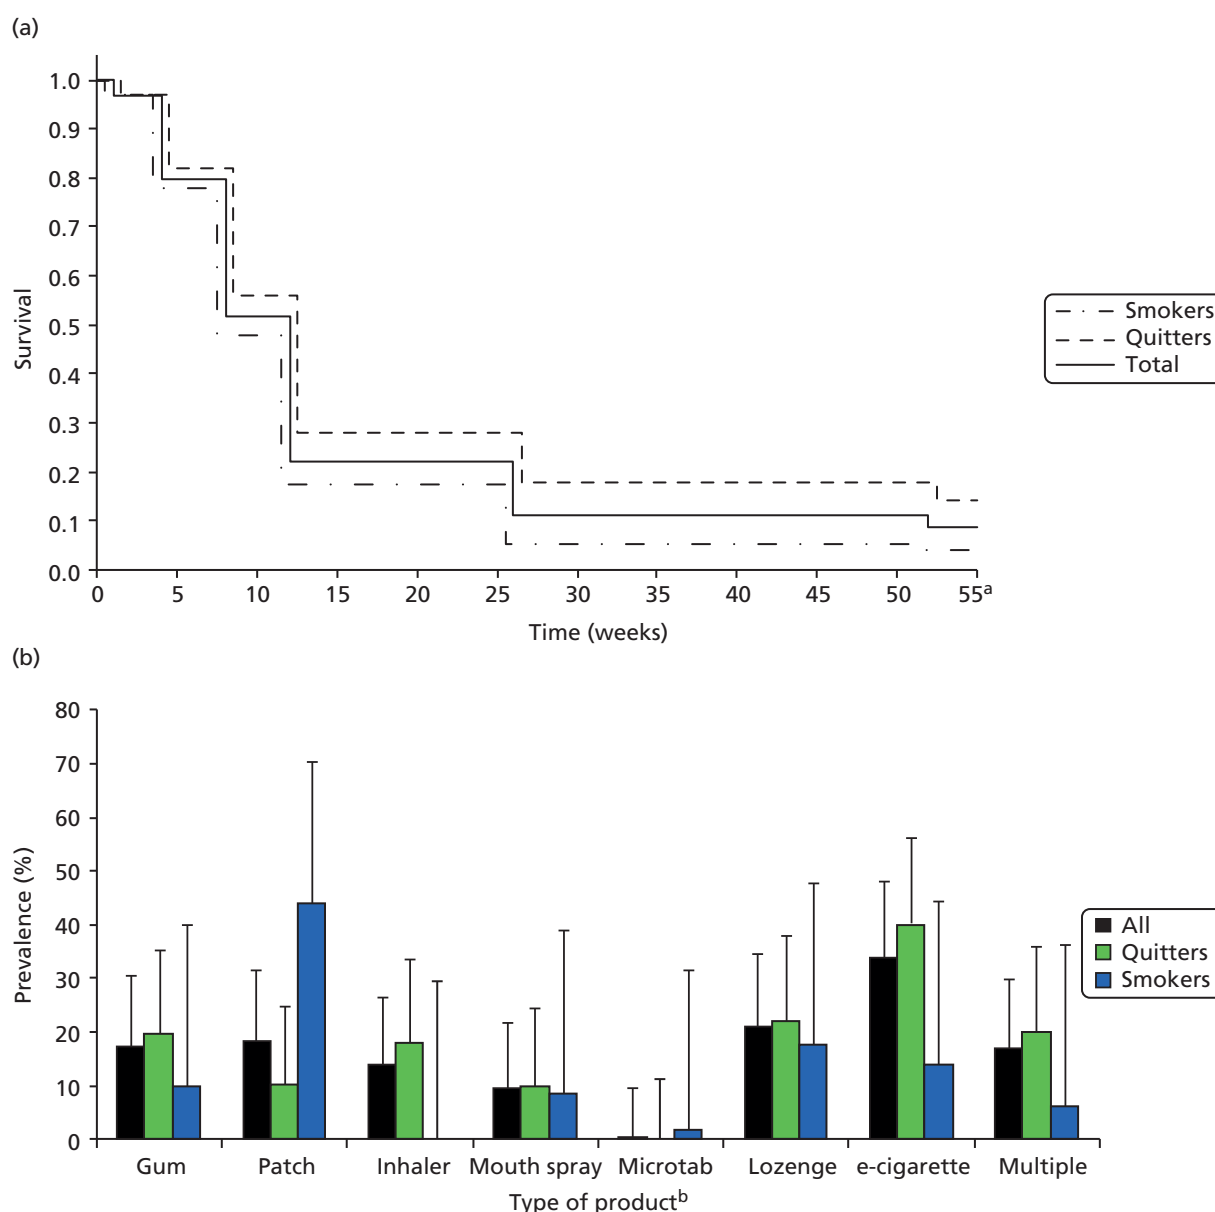 (a)
1.0
0.9
0.8
0.7
0.6
0.5
0.4
0.3
0.2
0.1
0.0
Survival
0 5 10 15 20 25 30 35 40 45 50 55a
Time (weeks)
Smokers
Quitters
Total
(b)
80
70
60
50
40
30
20
10
0
Prevalence (%)
Gum Patch Inhaler Mouth spray Microtab Lozenge e-cigarette Multiple
Type of productb
All
Quitters
Smokers